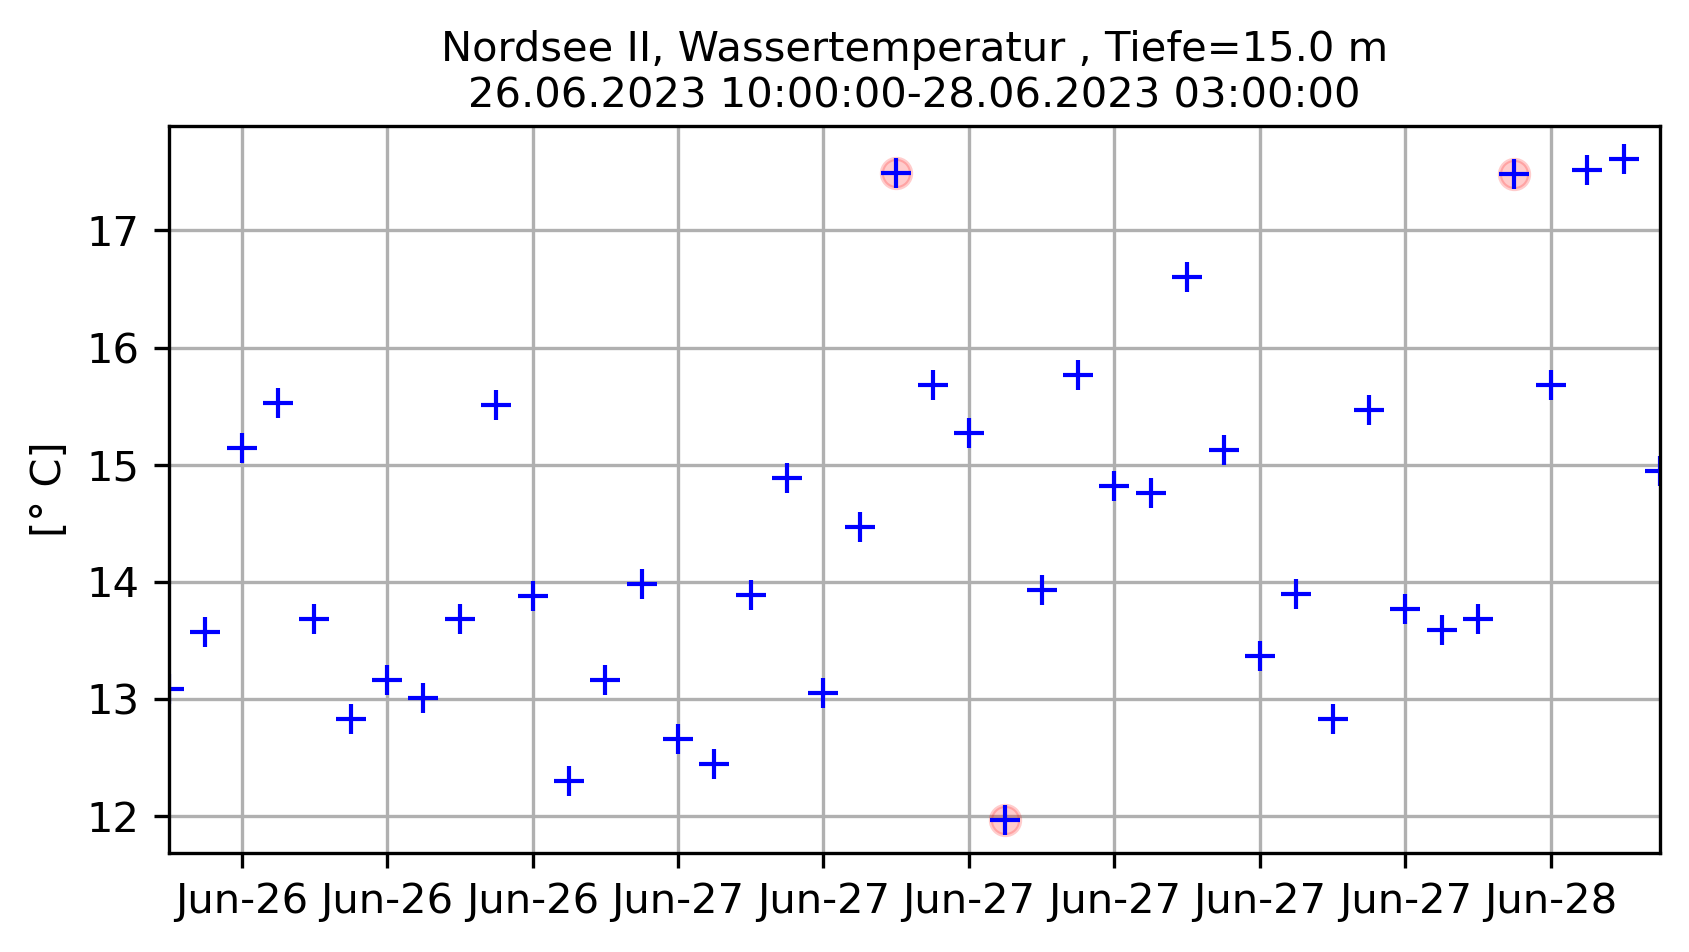 Nordsee II, Wassertemperatur , Tiefe=15.0 m
26.06.2023 10:00:00-28.06.2023 03:00:00
[° C]
17
16
15
14
13
12
Jun-26 Jun-26 Jun-26 Jun-27 Jun-27 Jun-27 Jun-27 Jun-27 Jun-27 Jun-28